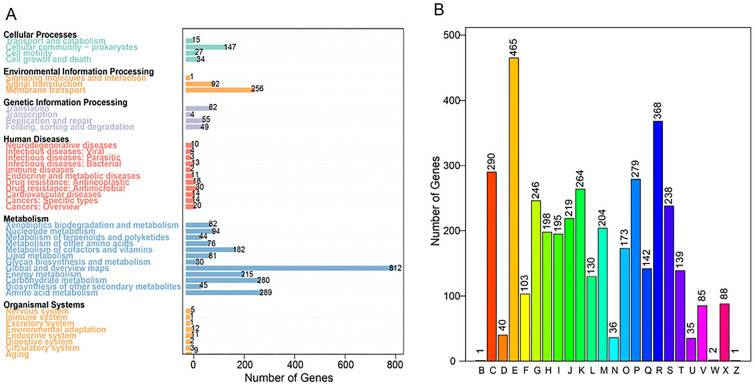 A
Cellular Processes
Transport and catabolism 15
Cellular community − prokaryotes 147
Cell motility 27
Cell growth and death 34
Environmental Information Processing
Signaling molecules and interaction 1
Signal transduction 92
Membrane transport 256
Genetic Information Processing
Translation 82
Transcription 4
Replication and repair 55
Folding, sorting and degradation 49
Human Diseases
Neurodegenerative diseases 10
Infectious diseases: Viral
Infectious diseases: Parasitic
Infectious diseases: Bacterial 13
Immune diseases
Endocrine and metabolic diseases 11
Drug resistance: Antineoplastic
Drug resistance: Antimicrobial 30
Cardiovascular diseases
Cancers: Specific types 14
Cancers: Overview 20
Metabolism
Xenobiotics biodegradation and metabolism 82
Nucleotide metabolism 94
Metabolism of terpenoids and polyketides 44
Metabolism of other amino acids 76
Metabolism of cofactors and vitamins 182
Lipid metabolism 81
Glycan biosynthesis and metabolism 30
Global and overview maps 812
Energy metabolism 215
Carbohydrate metabolism 280
Biosynthesis of other secondary metabolites 45
Amino acid metabolism 289
Organismal Systems
Nervous system
Immune system
Excretory system
Environmental adaptation 12
Endocrine system
Digestive system
Circulatory system
Aging 9
0 200 400 600 800
Number of Genes
B
500
400
300
200
100
0
Number of Genes
1 290 40 465 103 246 198 195 219 264 130 204 36 173 279 142 368 238 139 35 85 2 88 1
B C D E F G H I J K L M N O P Q R S T U V W X Z